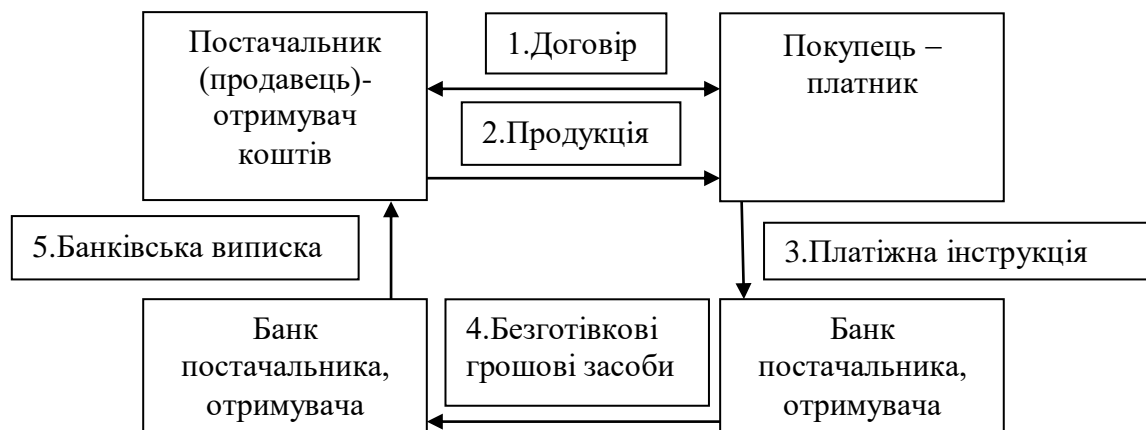 Постачальник
(продавець)-
отримувач
коштів
1.Договір
Покупець –
платник
2.Продукція
5.Банківська виписка
3.Платіжна інструкція
Банк
постачальника,
отримувача
4.Безготівкові
грошові засоби
Банк
постачальника,
отримувача